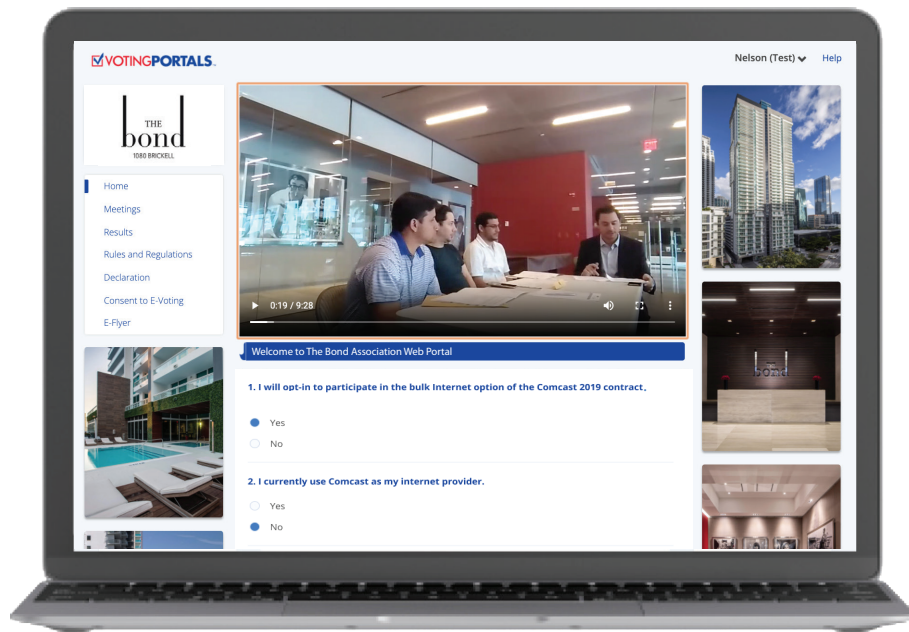 VOTINGPORTALS
Nelson (Test) Help
THE
bond
1080 BRICKELL
Home
Meetings
Results
Rules and Regulations
Declaration
Consent to E-Voting
E-Flyer
0:19 / 9:28
Welcome to The Bond Association Web Portal
1. I will opt-in to participate in the bulk Internet option of the Comcast 2019 contract.
Yes
No
2. I currently use Comcast as my internet provider.
Yes
No
THE
bond